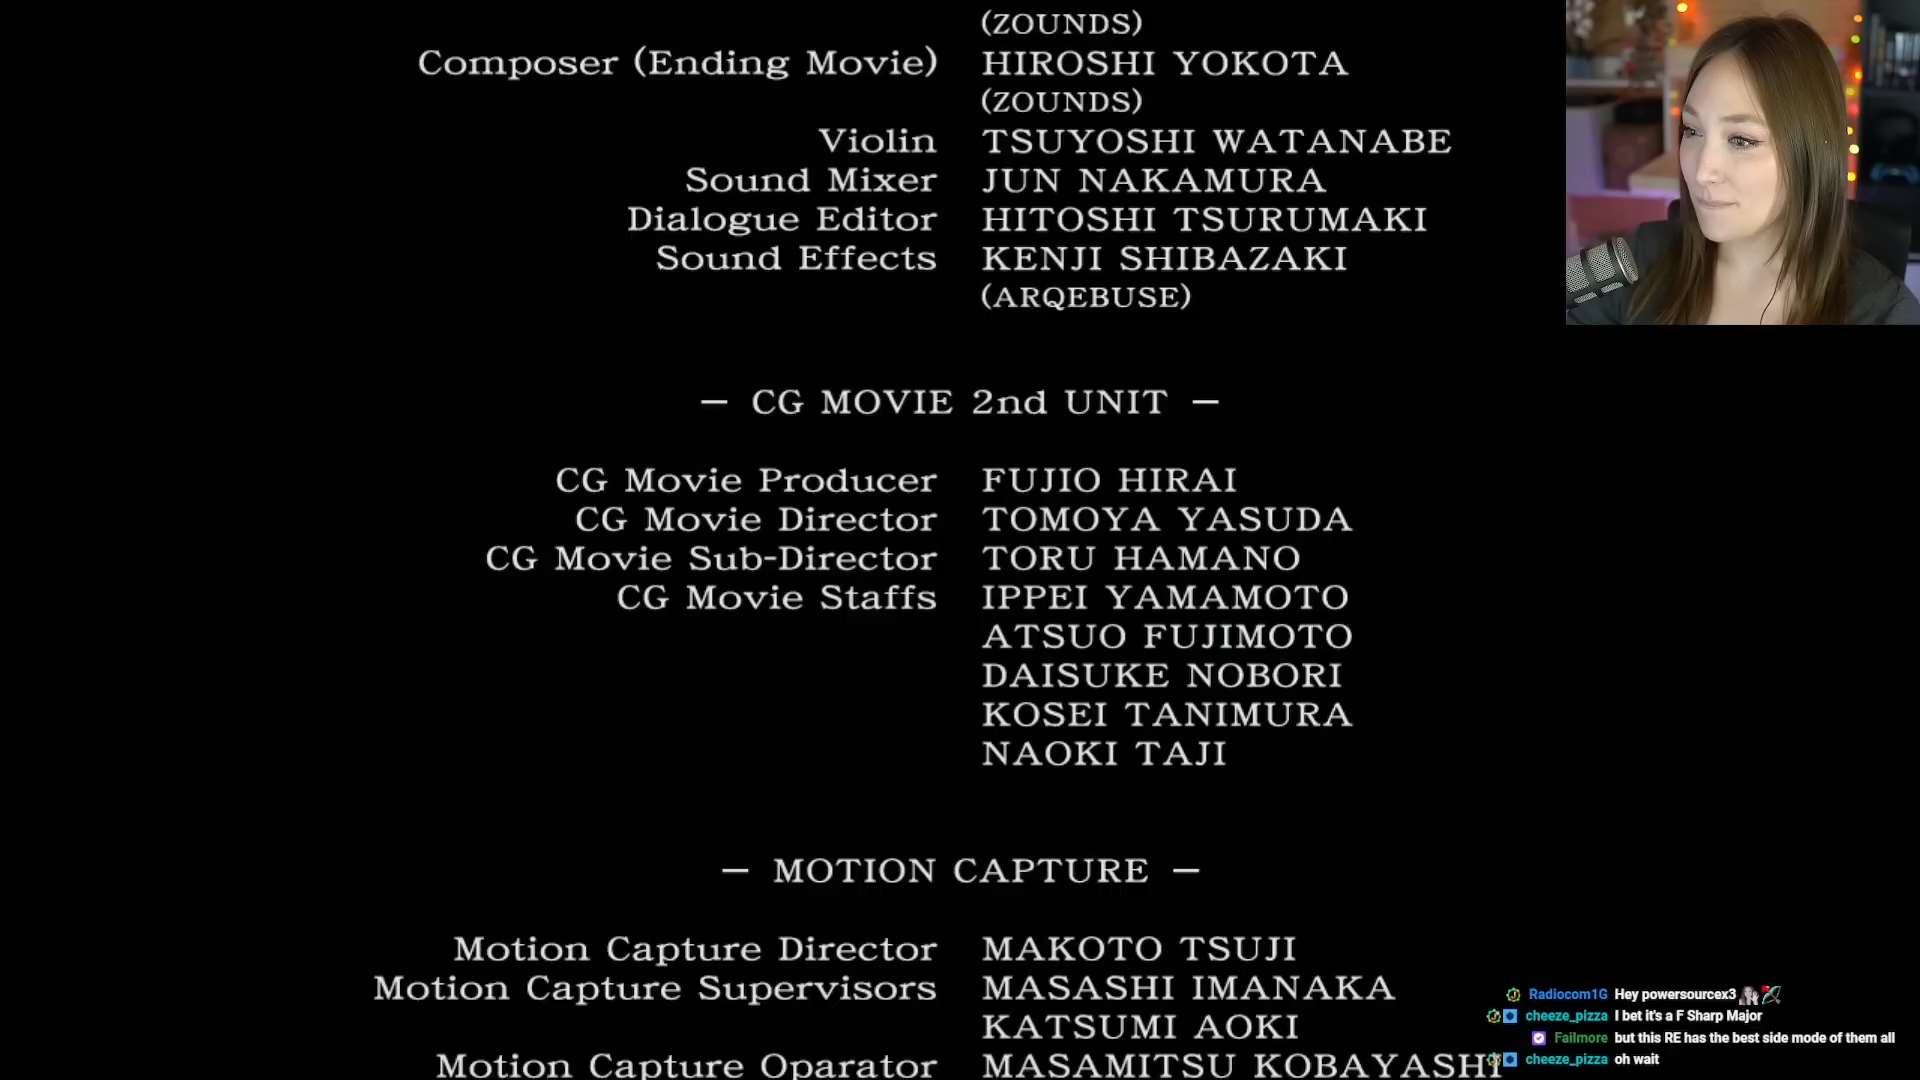 (ZOUNDS)
Composer (Ending Movie) HIROSHI YOKOTA
(ZOUNDS)
Violin TSUYOSHI WATANABE
Sound Mixer JUN NAKAMURA
Dialogue Editor HITOSHI TSURUMAKI
Sound Effects KENJI SHIBAZAKI
(ARQEBUSE)
— CG MOVIE 2nd UNIT —
CG Movie Producer FUJIO HIRAI
CG Movie Director TOMOYA YASUDA
CG Movie Sub-Director TORU HAMANO
CG Movie Staffs IPPEI YAMAMOTO
ATSUO FUJIMOTO
DAISUKE NOBORI
KOSEI TANIMURA
NAOKI TAJI
— MOTION CAPTURE —
Motion Capture Director MAKOTO TSUJI
Motion Capture Supervisors MASASHI IMANAKA
KATSUMI AOKI
Motion Capture Oparator MASAMITSU KOBAYASHI
Radiocom1G Hey powersourcex3
cheeze_pizza I bet it's a F Sharp Major
Failmore but this RE has the best side mode of them all
cheeze_pizza oh wait